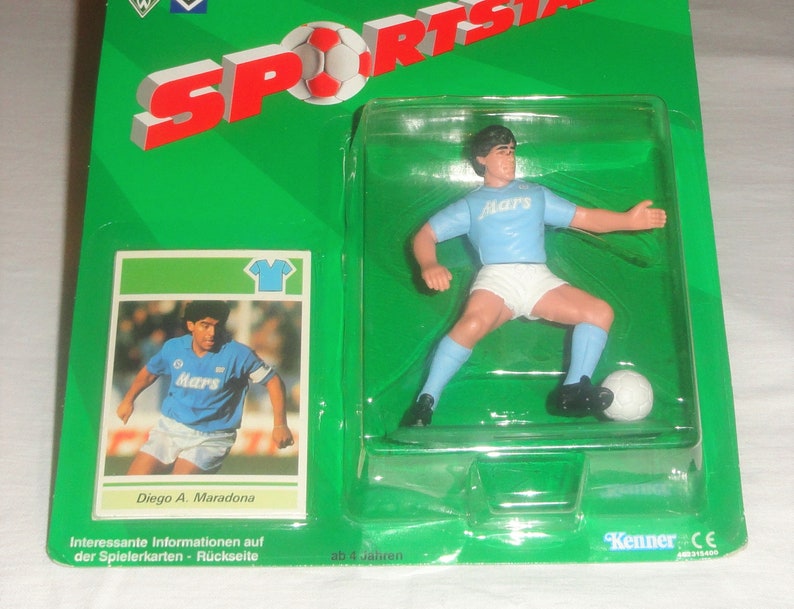 SPORTSTA
Mars
Mars
Diego A. Maradona
Interessante Informationen auf
der Spielerkarten - Rückseite
ab 4 Jahren
Kenner CE